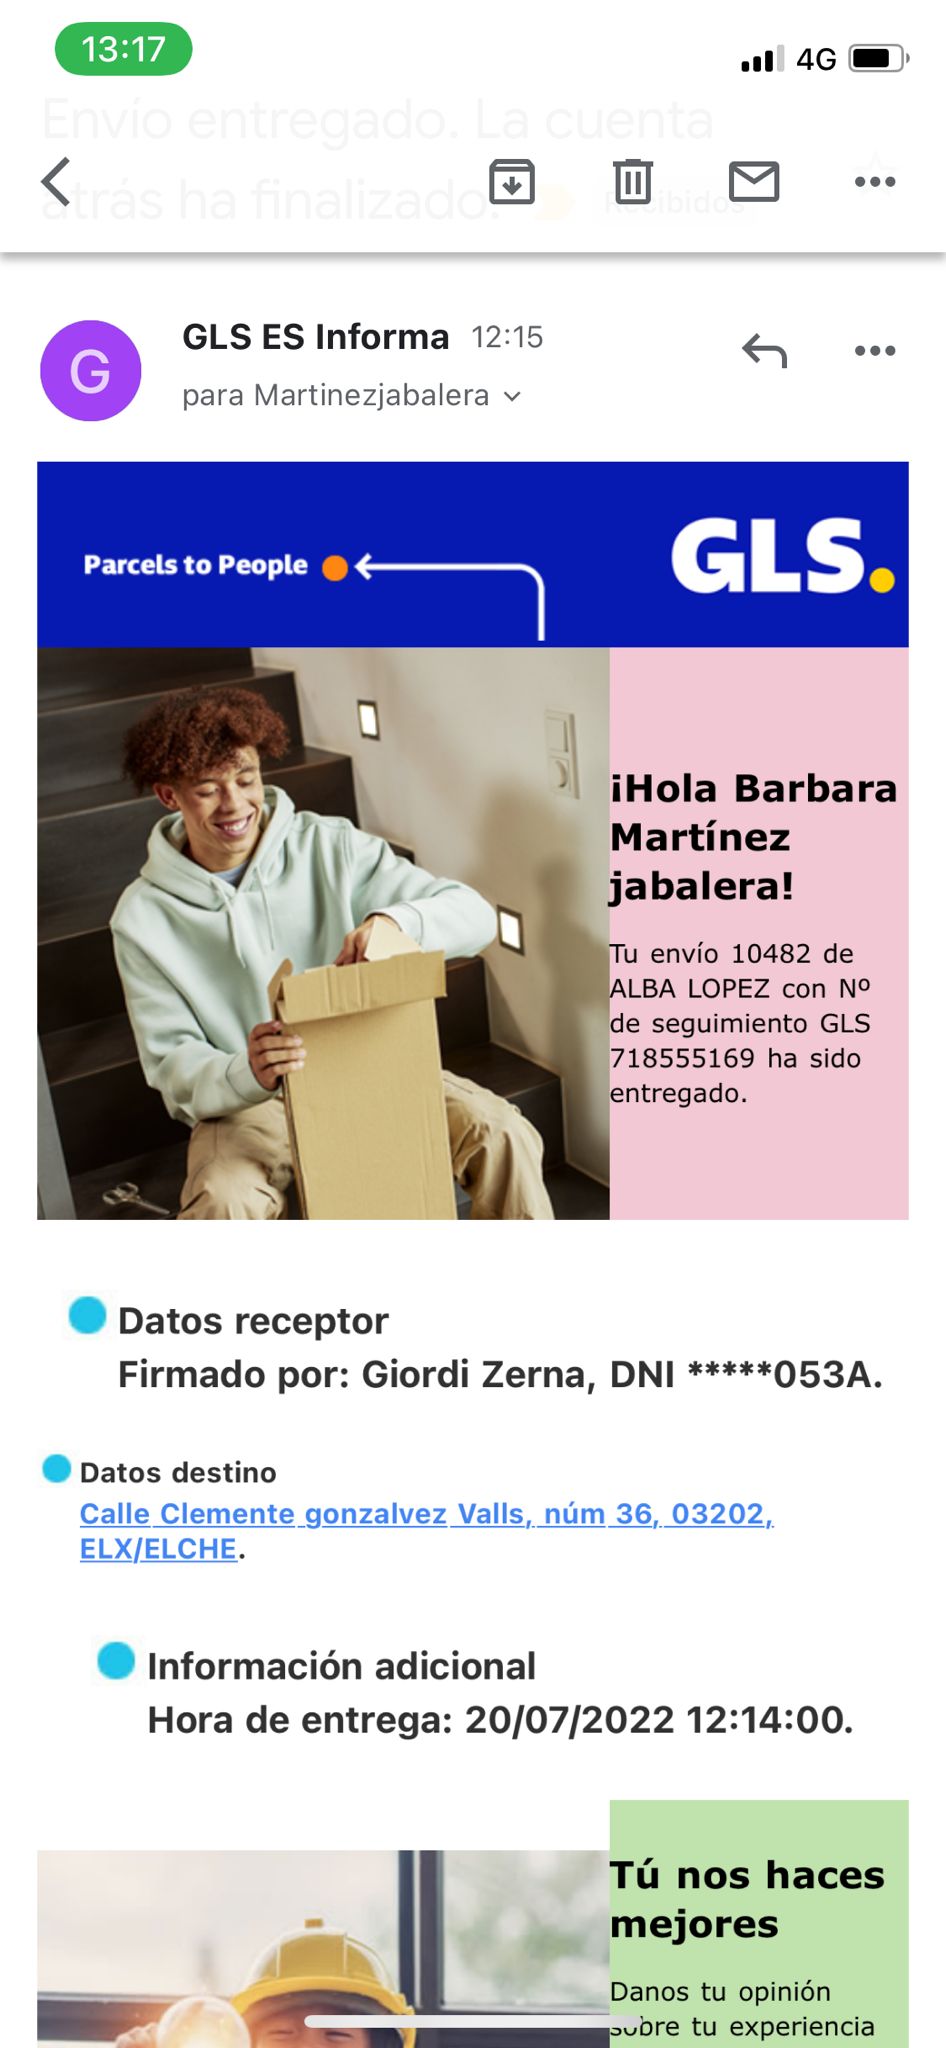 13:17
4G
Envío entregado. La cuenta
atrás ha finalizado.
Recibidos
G
GLS ES Informa 12:15
para Martinezjabalera
Parcels to People
GLS.
¡Hola Barbara
Martínez
jabalera!
Tu envío 10482 de
ALBA LOPEZ con Nº
de seguimiento GLS
718555169 ha sido
entregado.
Datos receptor
Firmado por: Giordi Zerna, DNI *****053A.
Datos destino
Calle Clemente gonzalvez Valls, núm 36, 03202,
ELX/ELCHE.
Información adicional
Hora de entrega: 20/07/2022 12:14:00.
Tú nos haces
mejores
Danos tu opinión
sobre tu experiencia